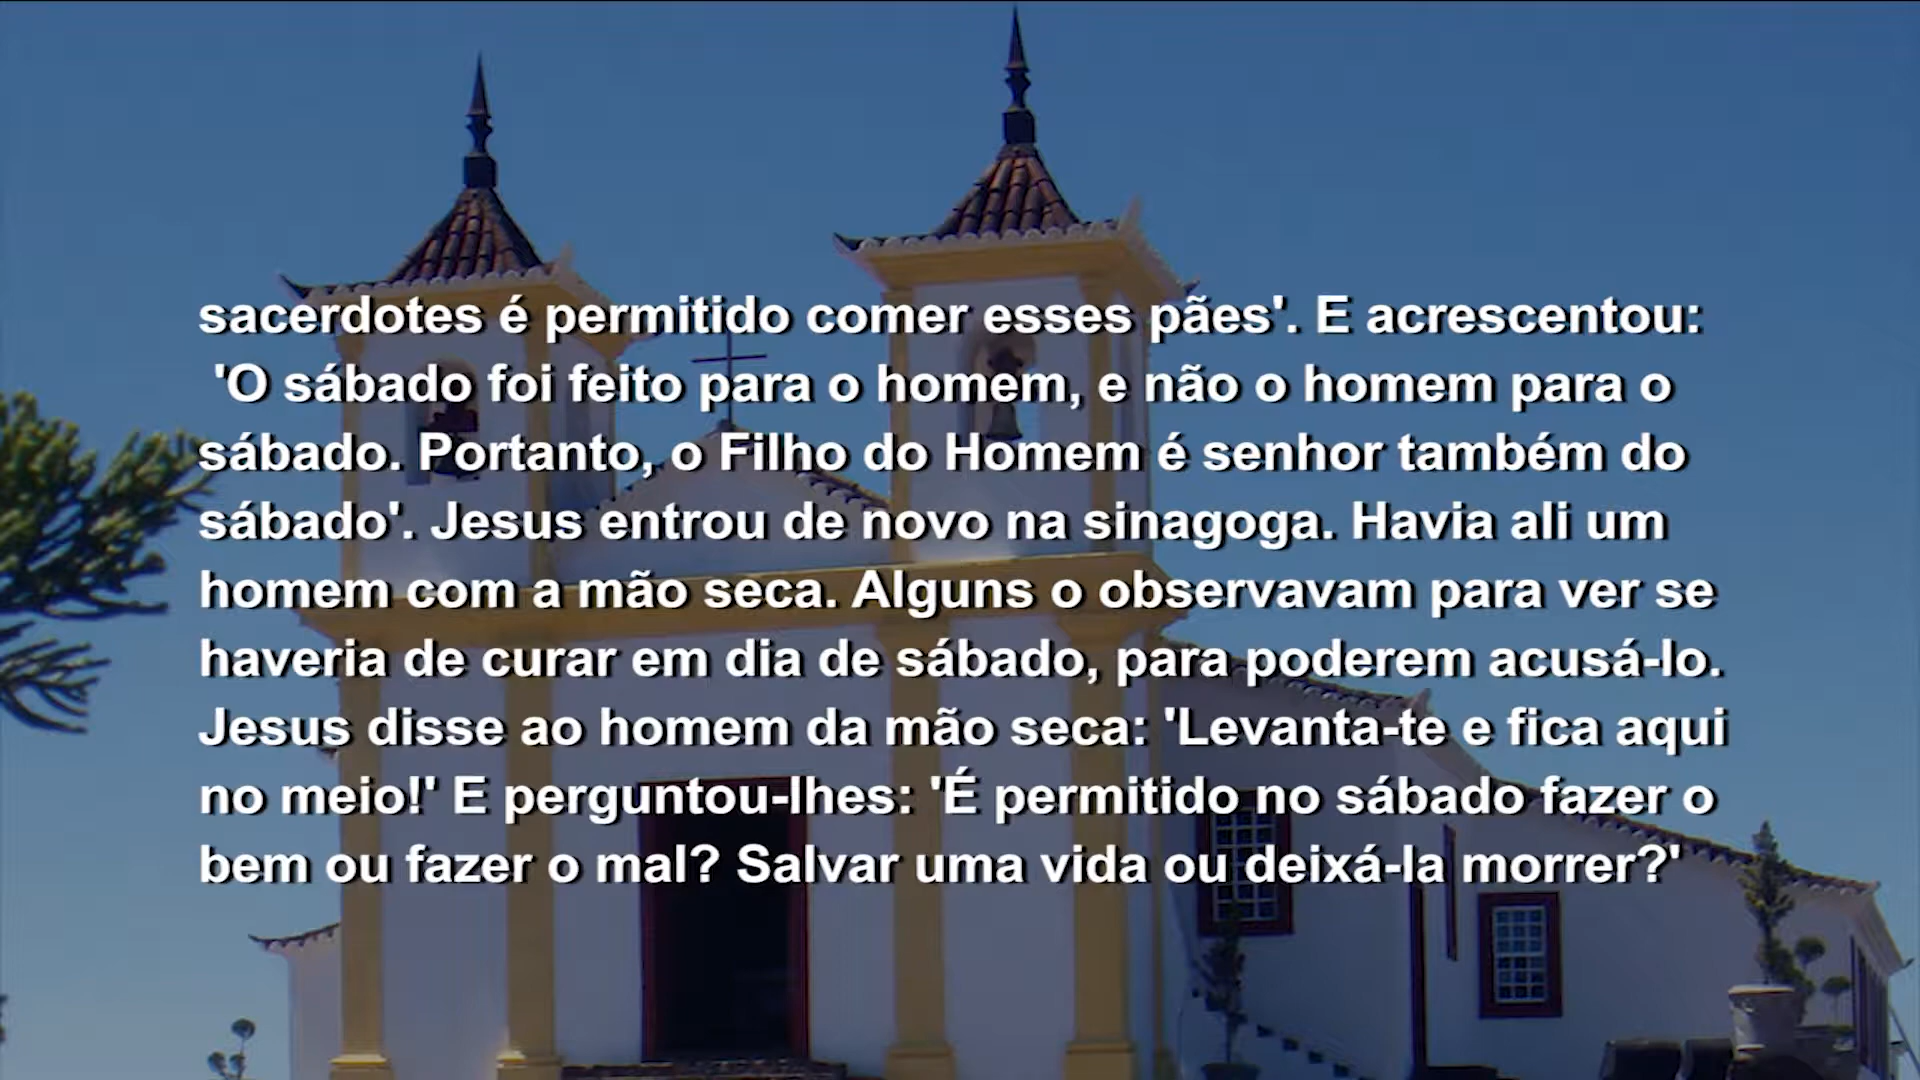 sacerdotes é permitido comer esses pães'. E acrescentou:
'O sábado foi feito para o homem, e não o homem para o
sábado. Portanto, o Filho do Homem é senhor também do
sábado'. Jesus entrou de novo na sinagoga. Havia ali um
homem com a mão seca. Alguns o observavam para ver se
haveria de curar em dia de sábado, para poderem acusá-lo.
Jesus disse ao homem da mão seca: 'Levanta-te e fica aqui
no meio!' E perguntou-lhes: 'É permitido no sábado fazer o
bem ou fazer o mal? Salvar uma vida ou deixá-la morrer?'